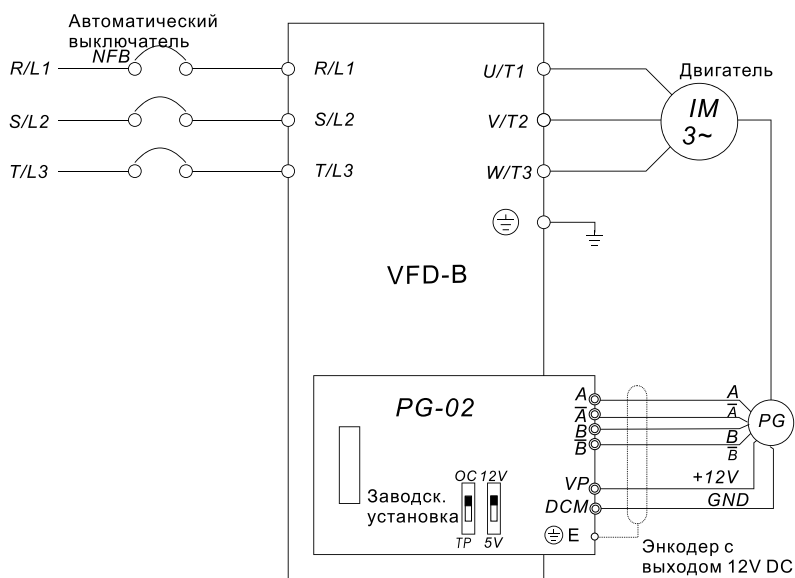 Автоматический
выключатель
NFB
R/L1
R/L1
U/T1
Двигатель
IM
3~
S/L2
S/L2
V/T2
T/L3
T/L3
W/T3
VFD-B
PG-02
A
A̅
B
B̅
A
A̅
B
B̅
PG
OC 12V
Заводск.
установка
TP 5V
VP
+12V
DCM
GND
E
Энкодер с
выходом 12V DC